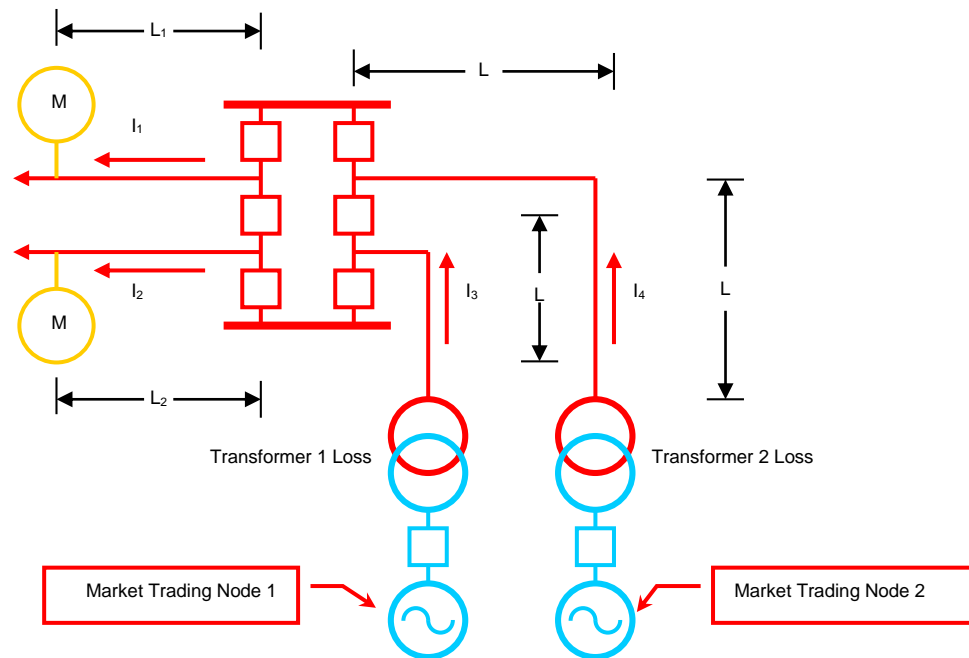 L₁
L
M
I₁
I₂
I₃
L
I₄
L
M
L₂
Transformer 1 Loss
Transformer 2 Loss
Market Trading Node 1
Market Trading Node 2